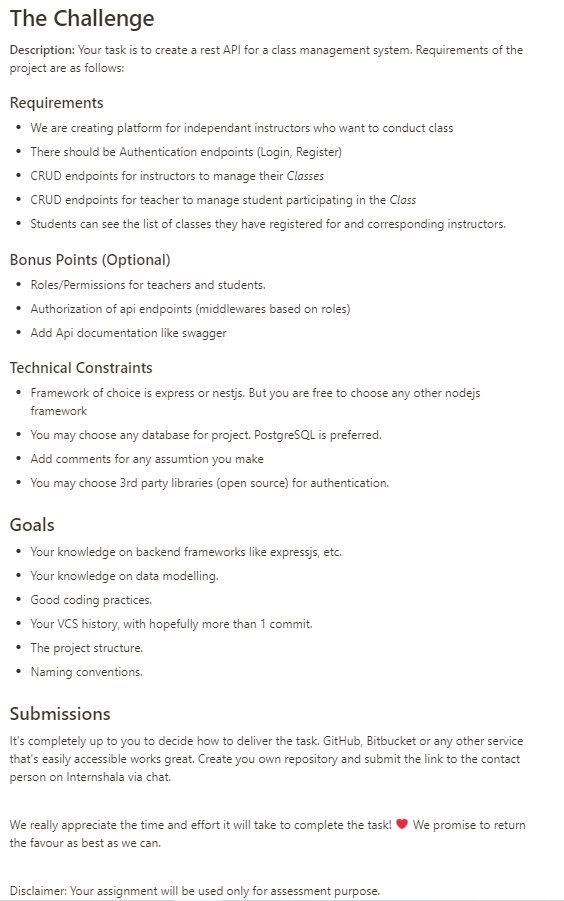 The Challenge
Description: Your task is to create a rest API for a class management system. Requirements of the
project are as follows:
Requirements
• We are creating platform for independant instructors who want to conduct class
• There should be Authentication endpoints (Login, Register)
• CRUD endpoints for instructors to manage their Classes
• CRUD endpoints for teacher to manage student participating in the Class
• Students can see the list of classes they have registered for and corresponding instructors.
Bonus Points (Optional)
• Roles/Permissions for teachers and students.
• Authorization of api endpoints (middlewares based on roles)
• Add Api documentation like swagger
Technical Constraints
• Framework of choice is express or nestjs. But you are free to choose any other nodejs
framework
• You may choose any database for project. PostgreSQL is preferred.
• Add comments for any assumtion you make
• You may choose 3rd party libraries (open source) for authentication.
Goals
• Your knowledge on backend frameworks like expressjs, etc.
• Your knowledge on data modelling.
• Good coding practices.
• Your VCS history, with hopefully more than 1 commit.
• The project structure.
• Naming conventions.
Submissions
It's completely up to you to decide how to deliver the task. GitHub, Bitbucket or any other service
that's easily accessible works great. Create you own repository and submit the link to the contact
person on Internshala via chat.
We really appreciate the time and effort it will take to complete the task! ❤️ We promise to return
the favour as best as we can.
Disclaimer: Your assignment will be used only for assessment purpose.